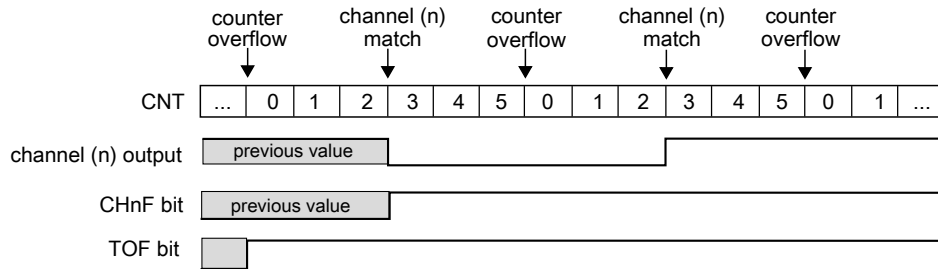 counter overflow
channel (n) match
counter overflow
channel (n) match
counter overflow
CNT ... 0 1 2 3 4 5 0 1 2 3 4 5 0 1 ...
channel (n) output previous value
CHnF bit previous value
TOF bit